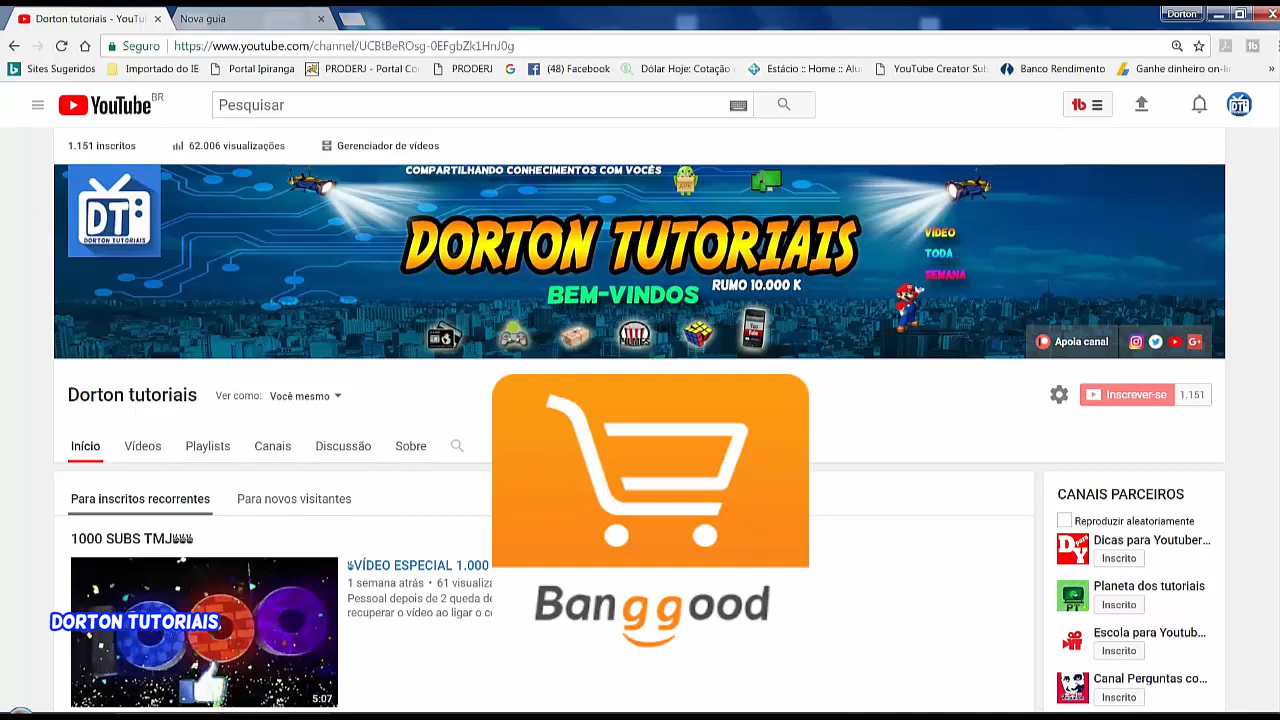 Dorton tutoriais - YouTu
Nova guia
Dorton
Seguro
https://www.youtube.com/channel/UCBtBeROsg-0EFgbZk1HnJ0g
Sites Sugeridos
Importado do IE
Portal Ipiranga
PRODERJ - Portal Co
PRODERJ
(48) Facebook
Dólar Hoje: Cotação
Estácio :: Home :: Alu
YouTube Creator Sub
Banco Rendimento
Ganhe dinheiro on-li
»
YouTube BR
Pesquisar
1.151 inscritos
62.006 visualizações
Gerenciador de vídeos
COMPARTILHANDO CONHECIMENTOS COM VOCÊS
APK
DT
DORTON TUTORIAIS
DORTON TUTORIAIS
VIDEO
TODA
SEMANA
BEM-VINDOS
RUMO 10.000 K
MEMES
You
Tube
Apoia canal
Dorton tutoriais
Ver como:
Você mesmo
Inscrever-se
1.151
Início
Vídeos
Playlists
Canais
Discussão
Sobre
Para inscritos recorrentes
Para novos visitantes
CANAIS PARCEIROS
Reproduzir aleatoriamente
1000 SUBS TMJ
VÍDEO ESPECIAL 1.000
1 semana atrás • 61 visualiza
Pessoal depois de 2 queda de
recuperar o vídeo ao ligar o co
DORTON TUTORIAIS
5:07
Banggood
Dicas para Youtuber...
Inscrito
Planeta dos tutoriais
Inscrito
Escola para Youtub...
Inscrito
Canal Perguntas co...
Inscrito